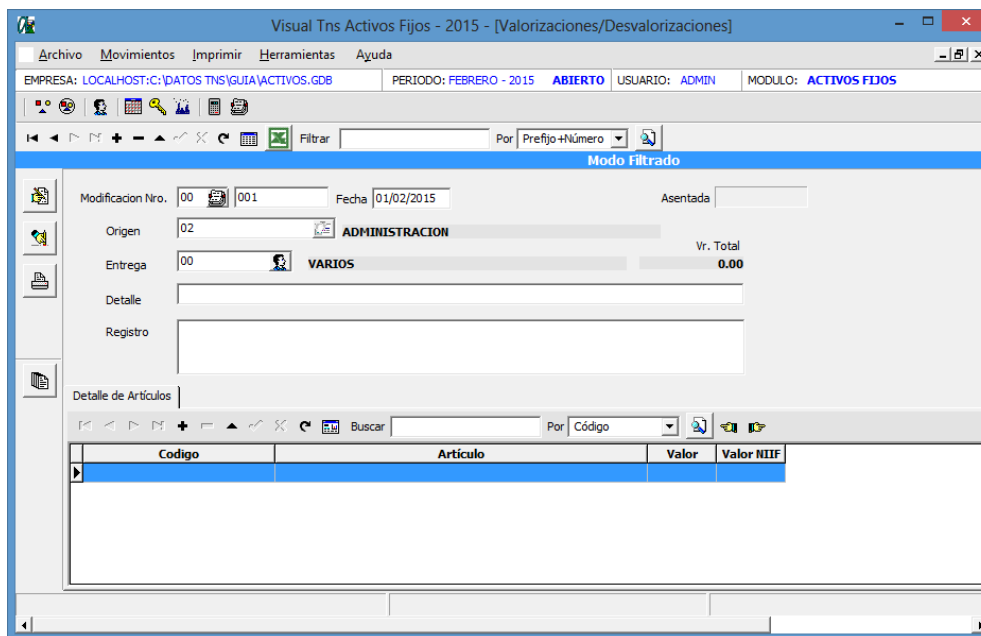 Visual Tns Activos Fijos - 2015 - [Valorizaciones/Desvalorizaciones]
Archivo Movimientos Imprimir Herramientas Ayuda
EMPRESA: LOCALHOST:C:\DATOS TNS\GUIA\ACTIVOS.GDB PERIODO: FEBRERO - 2015 ABIERTO USUARIO: ADMIN MODULO: ACTIVOS FIJOS
Filtrar Por Prefijo+Número
Modo Filtrado
Modificacion Nro. 00 001 Fecha 01/02/2015 Asentada
Origen 02 ADMINISTRACION
Vr. Total
Entrega 00 VARIOS 0.00
Detalle
Registro
Detalle de Artículos
Buscar Por Código
Codigo Artículo Valor Valor NIIF